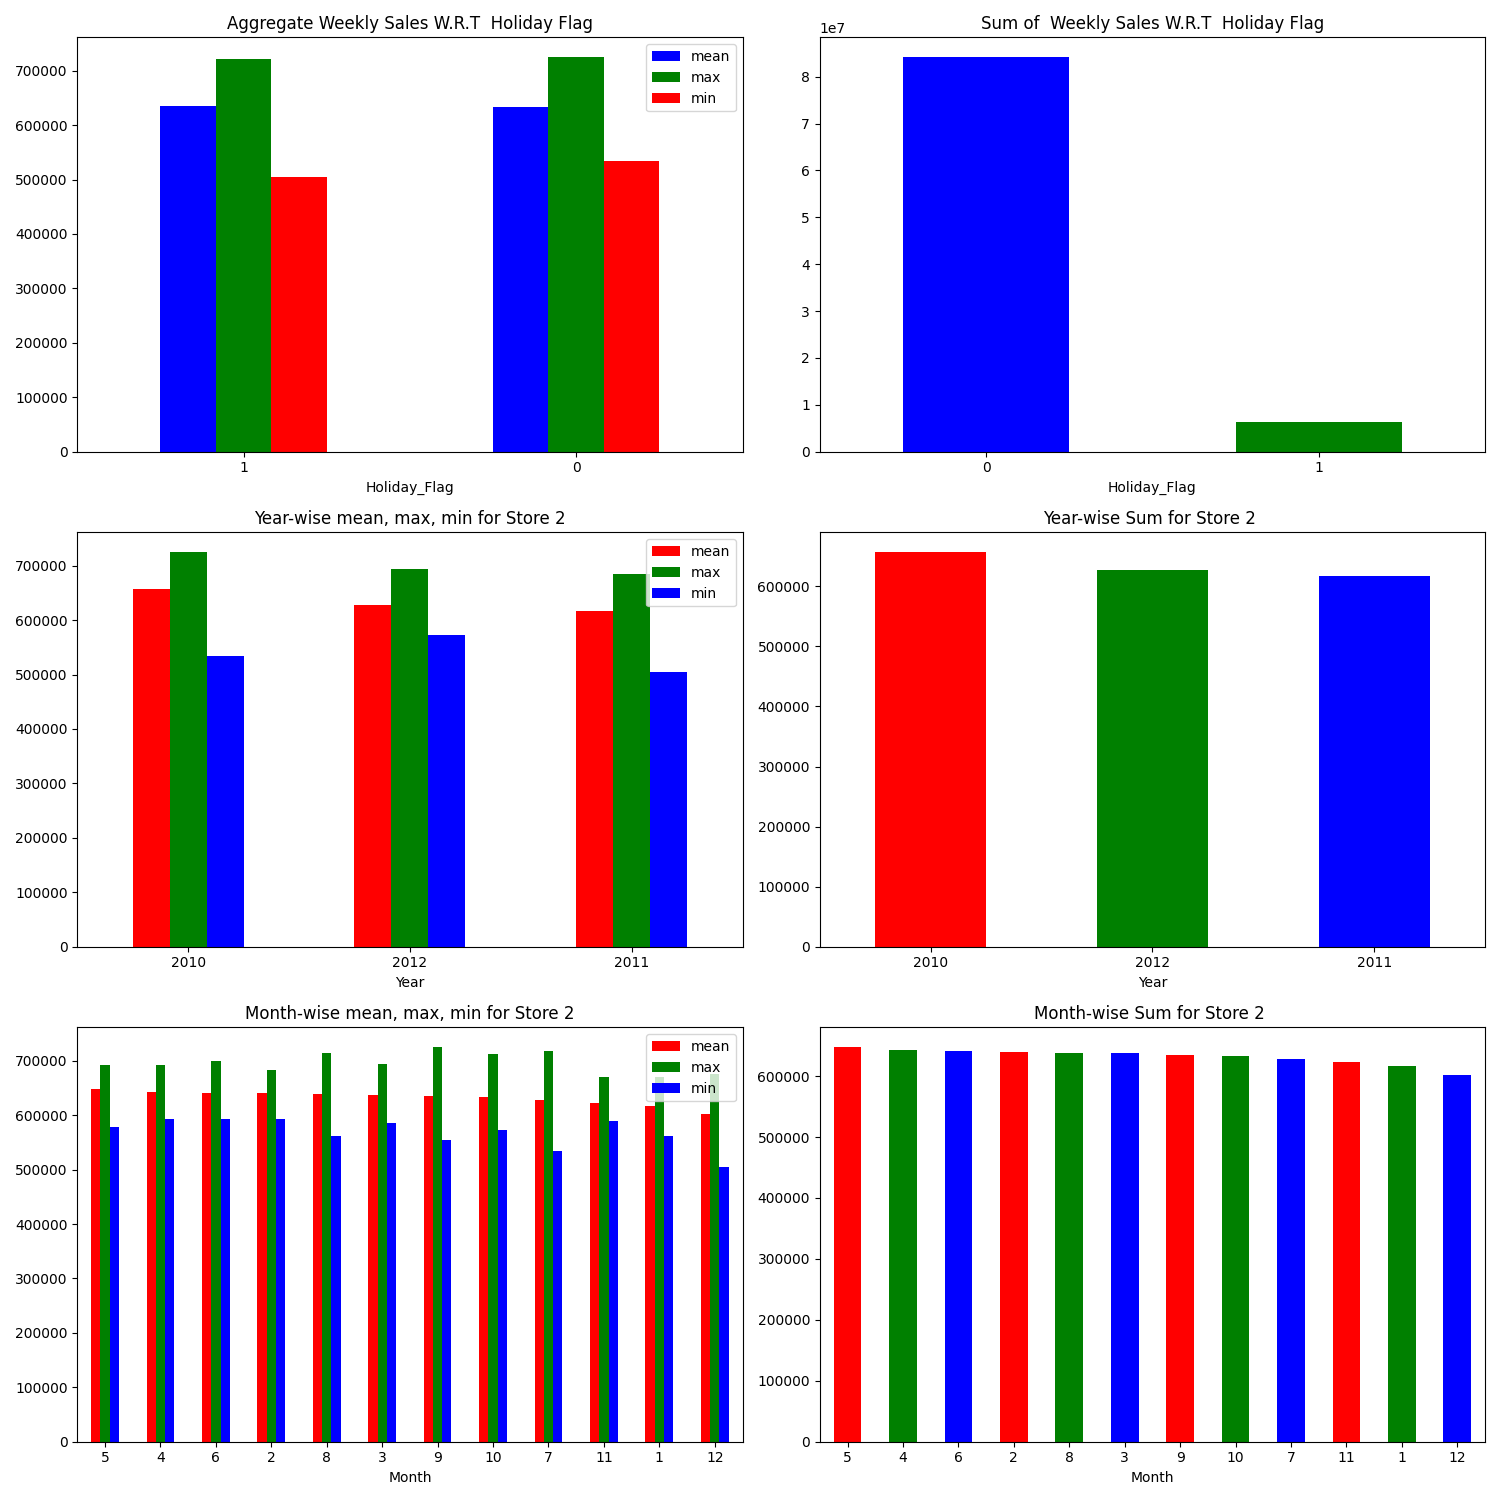 Aggregate Weekly Sales W.R.T  Holiday Flag
700000
600000
500000
400000
300000
200000
100000
0
mean
max
min
1 0
Holiday_Flag
Sum of  Weekly Sales W.R.T  Holiday Flag
1e7
8
7
6
5
4
3
2
1
0
0 1
Holiday_Flag
Year-wise mean, max, min for Store 2
700000
600000
500000
400000
300000
200000
100000
0
mean
max
min
2010 2012 2011
Year
Year-wise Sum for Store 2
600000
500000
400000
300000
200000
100000
0
2010 2012 2011
Year
Month-wise mean, max, min for Store 2
700000
600000
500000
400000
300000
200000
100000
0
mean
max
min
5 4 6 2 8 3 9 10 7 11 1 12
Month
Month-wise Sum for Store 2
600000
500000
400000
300000
200000
100000
0
5 4 6 2 8 3 9 10 7 11 1 12
Month